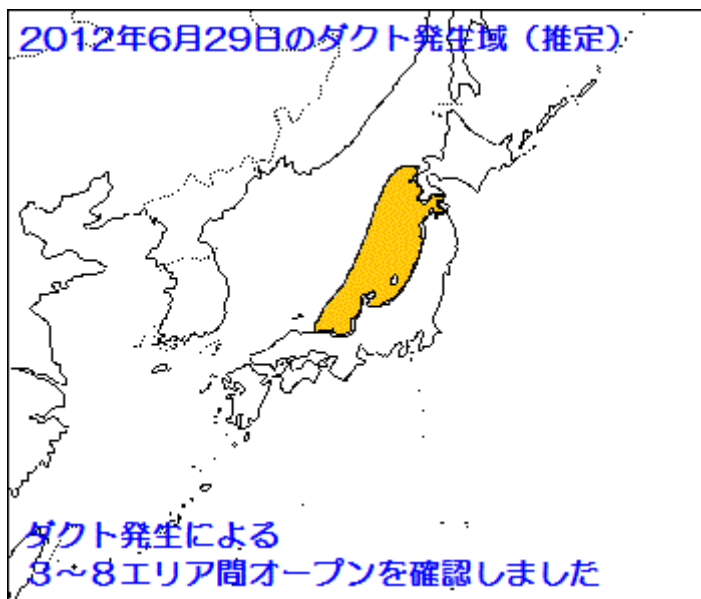 2012年6月29日のダクト発生域（推定）
ダクト発生による
3～8エリア間オープンを確認しました